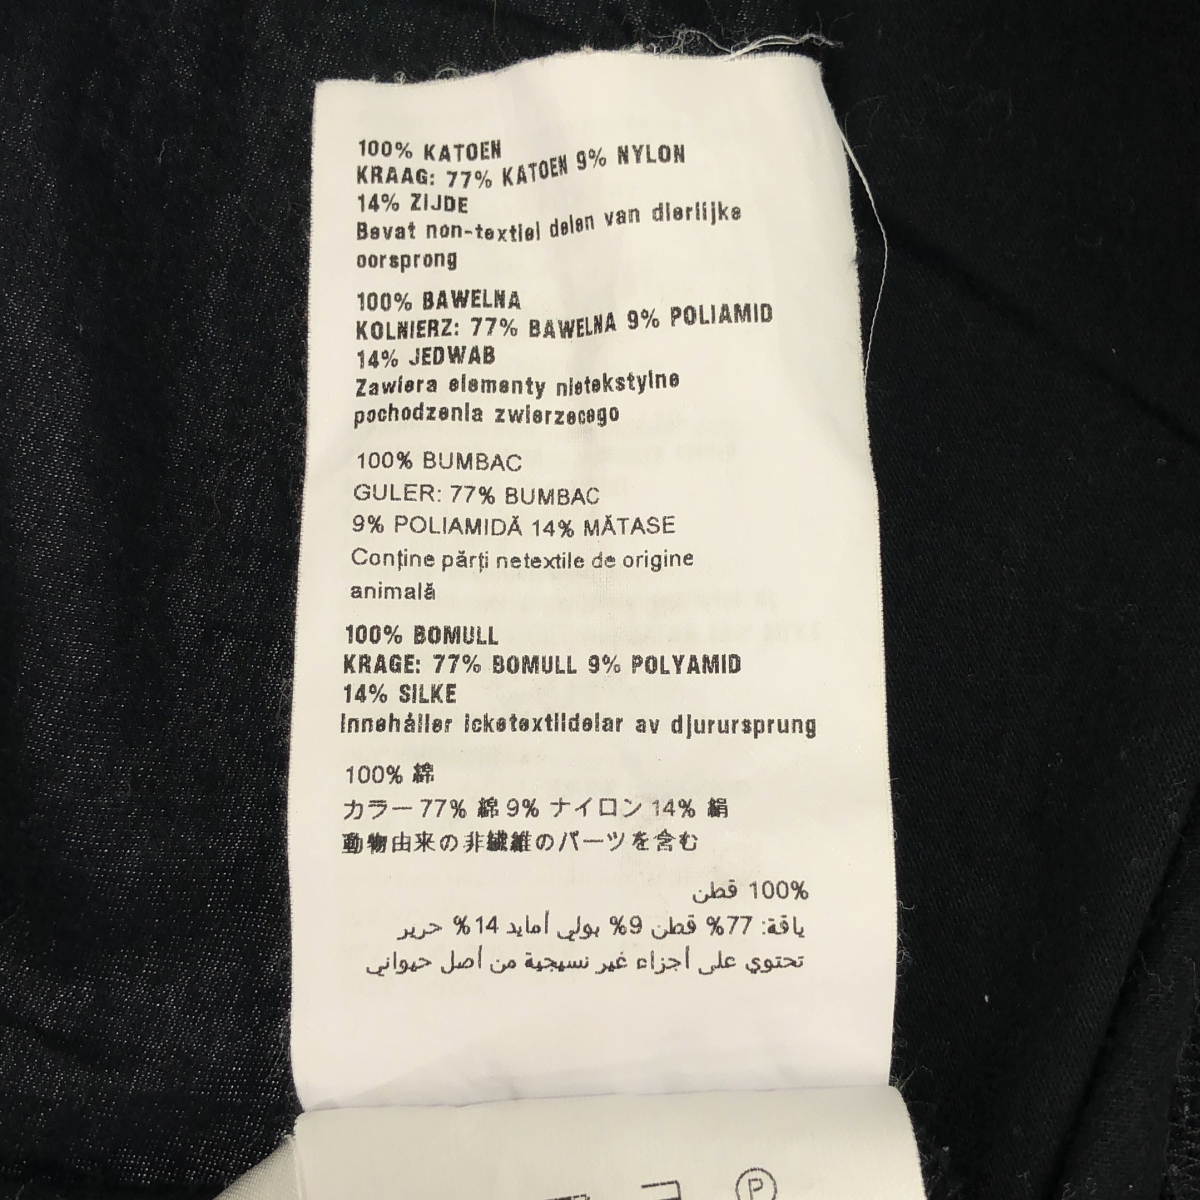 100% KATOEN
KRAAG: 77% KATOEN 9% NYLON
14% ZIJDE
Bevat non-textiel delen van dierlijke
oorsprong
100% BAWELNA
KOLNIERZ: 77% BAWELNA 9% POLIAMID
14% JEDWAB
Zawiera elementy nietekstylne
pochodzenia zwierzecego
100% BUMBAC
GULER: 77% BUMBAC
9% POLIAMIDĂ 14% MĂTASE
Conține părți netextile de origine
animală
100% BOMULL
KRAGE: 77% BOMULL 9% POLYAMID
14% SILKE
Innehåller icketextildelar av djurursprung
100% 綿
カラー 77% 綿 9% ナイロン 14% 絹
動物由来の非繊維のパーツを含む
100% قطن
ياقة: 77% قطن 9% بولي أمايد 14% حرير
تحتوي على أجزاء غير نسيجية من أصل حيواني
P